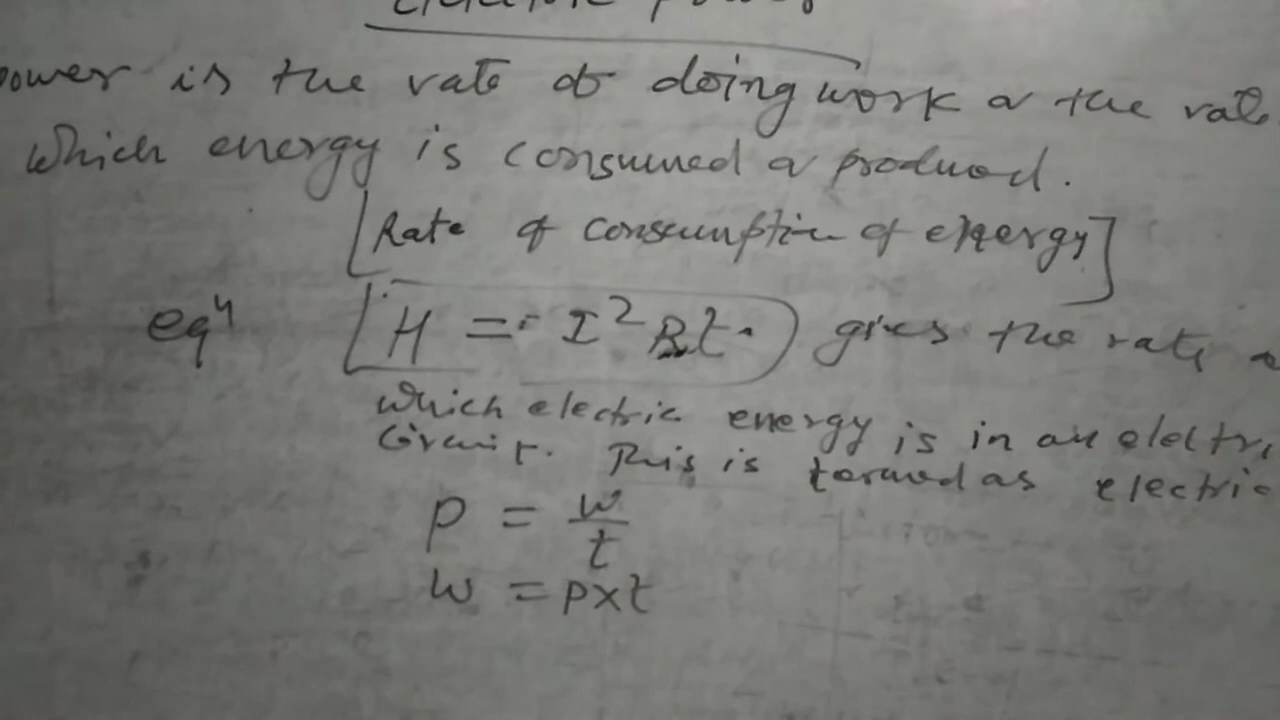 power is the rate of doing work or the rate
which energy is consumed or produced.
[Rate of consumption of energy]
eqn [H = I²Rt.) gives the rate
which electric energy is in an electri
circuit. This is termed as electric
P = w/t
w = p×t